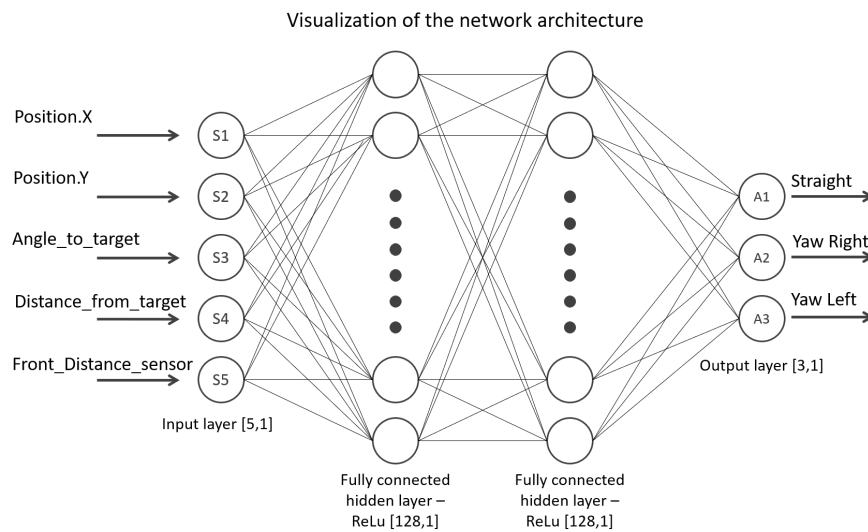 Visualization of the network architecture
Position.X
S1
Position.Y
S2
Angle_to_target
S3
Distance_from_target
S4
Front_Distance_sensor
S5
Input layer [5,1]
Fully connected
hidden layer –
ReLu [128,1]
Fully connected
hidden layer –
ReLu [128,1]
A1
Straight
A2
Yaw Right
A3
Yaw Left
Output layer [3,1]